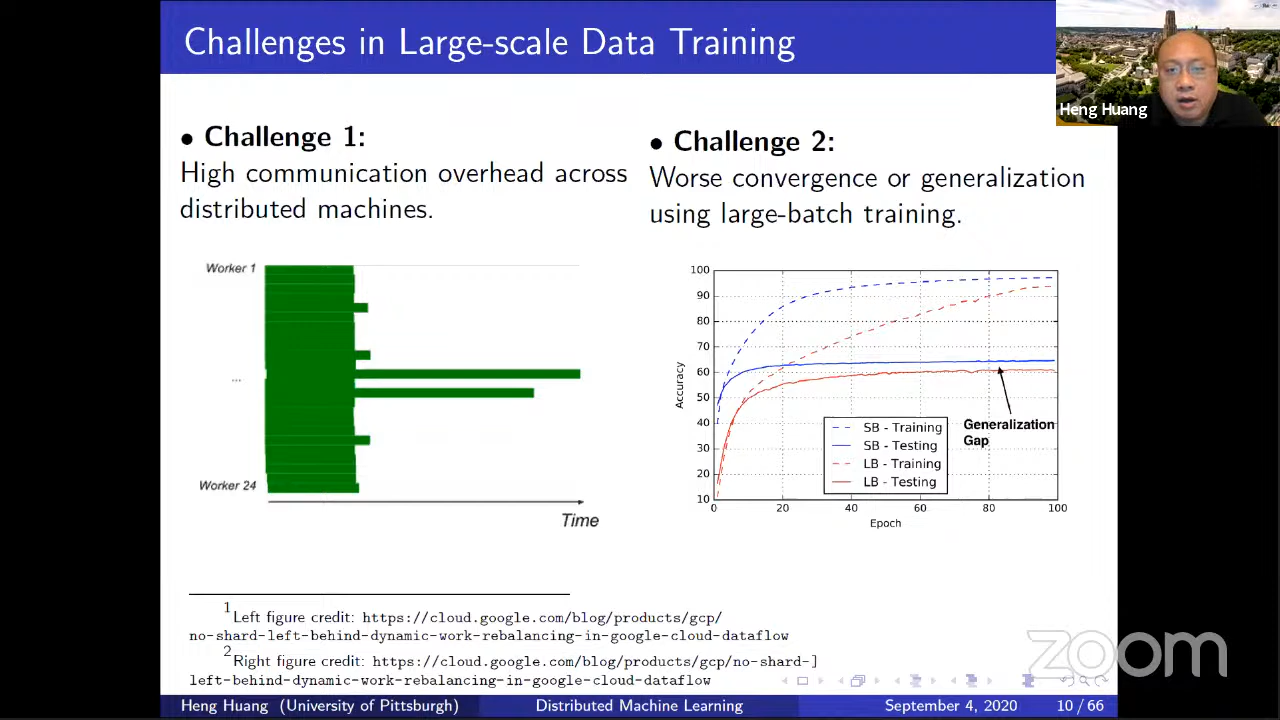 Challenges in Large-scale Data Training
Heng Huang
• Challenge 1:
High communication overhead across
distributed machines.
• Challenge 2:
Worse convergence or generalization
using large-batch training.
Worker 1
...
Worker 24
Time
100
90
80
70
60
50
40
30
20
10
Accuracy
0 20 40 60 80 100
Epoch
SB - Training
SB - Testing
LB - Training
LB - Testing
Generalization
Gap
1Left figure credit: https://cloud.google.com/blog/products/gcp/
no-shard-left-behind-dynamic-work-rebalancing-in-google-cloud-dataflow
2Right figure credit: https://cloud.google.com/blog/products/gcp/no-shard-]
left-behind-dynamic-work-rebalancing-in-google-cloud-dataflow
zoom
Heng Huang (University of Pittsburgh) Distributed Machine Learning September 4, 2020 10 / 66